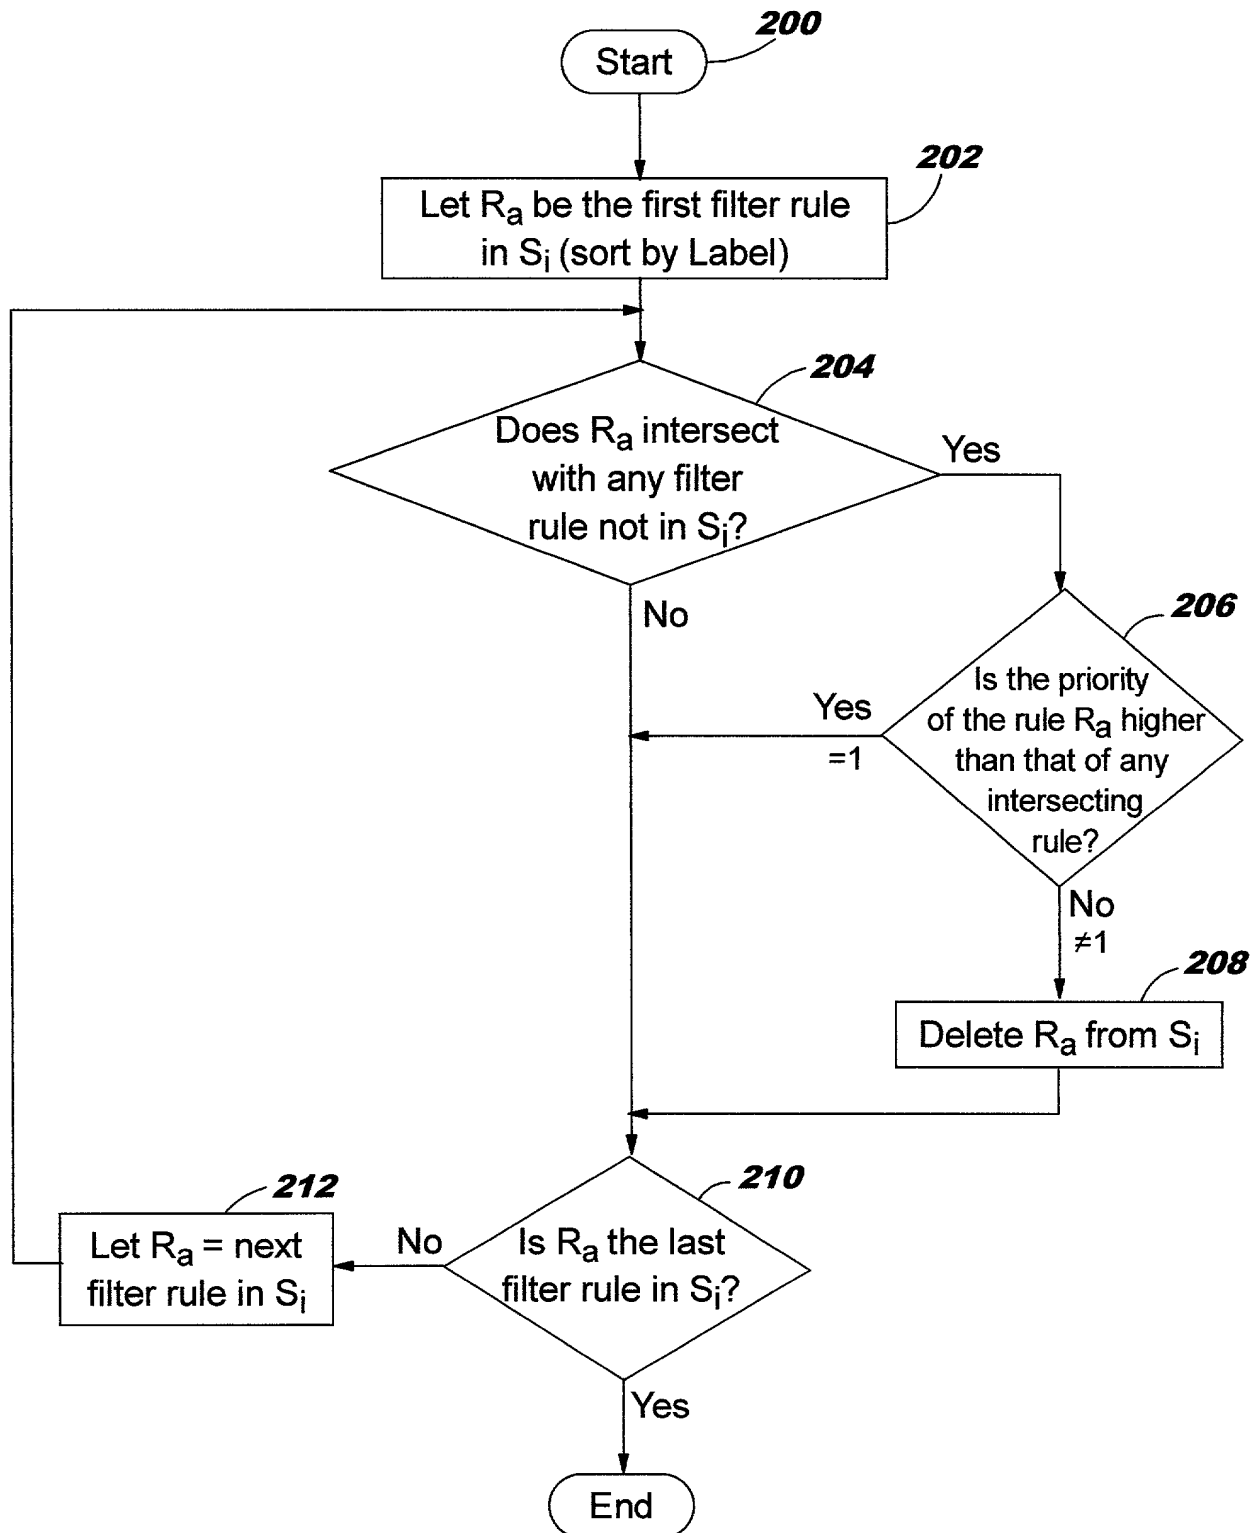 200
Start
202
Let Ra be the first filter rule
in Si (sort by Label)
204
Does Ra intersect
with any filter
rule not in Si?
Yes
No
206
Is the priority
of the rule Ra higher
than that of any
intersecting
rule?
Yes
=1
No
≠1
208
Delete Ra from Si
210
Is Ra the last
filter rule in Si?
No
212
Let Ra = next
filter rule in Si
Yes
End